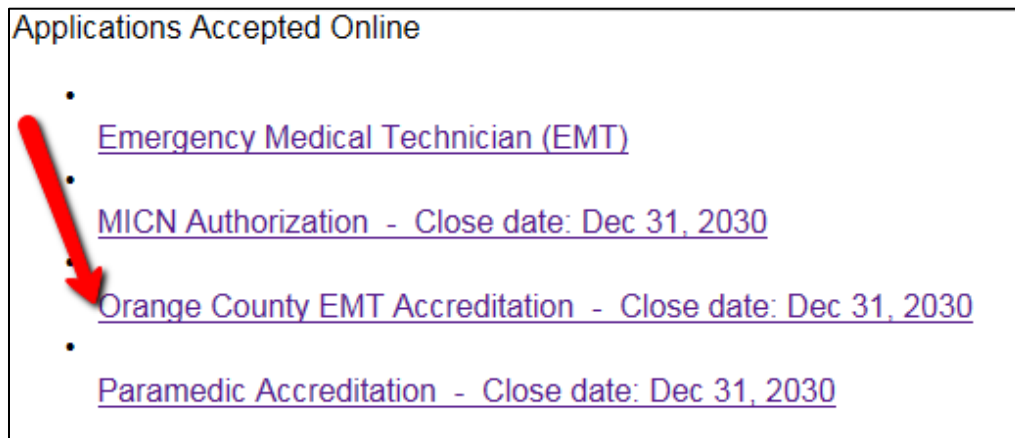 Applications Accepted Online
Emergency Medical Technician (EMT)
MICN Authorization - Close date: Dec 31, 2030
Orange County EMT Accreditation - Close date: Dec 31, 2030
Paramedic Accreditation - Close date: Dec 31, 2030